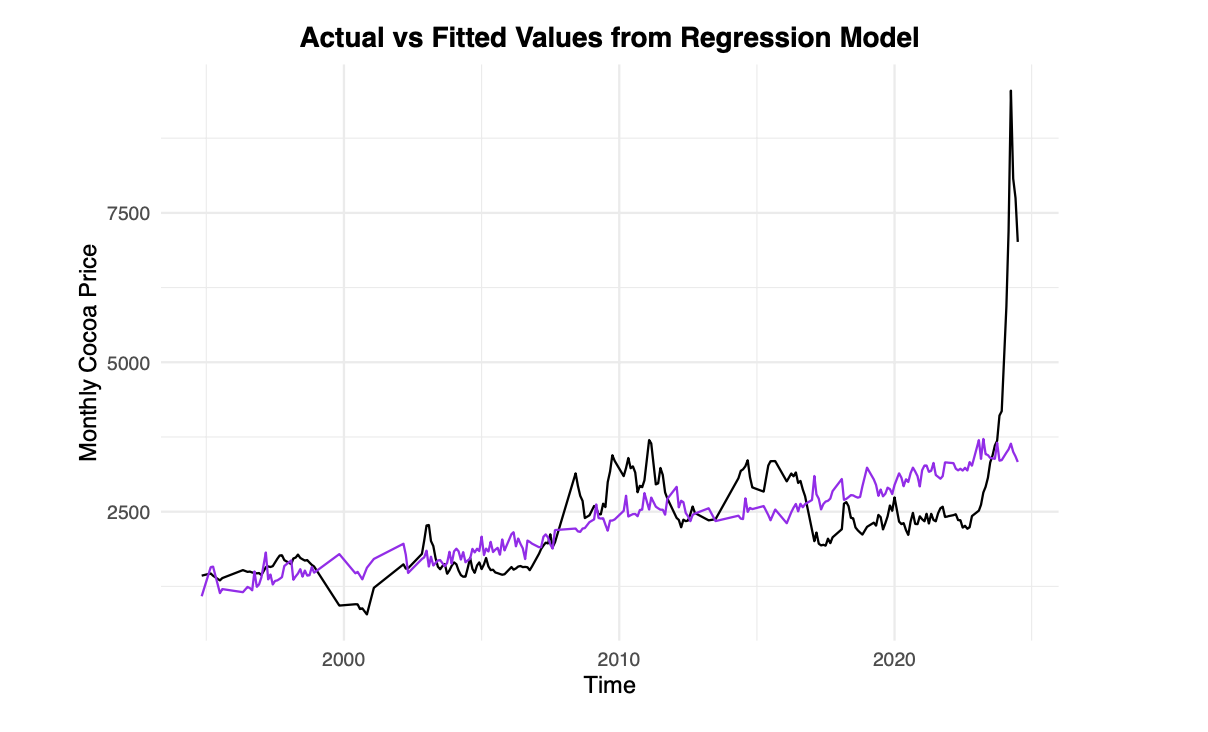 Actual vs Fitted Values from Regression Model
Monthly Cocoa Price
7500
5000
2500
2000
2010
2020
Time